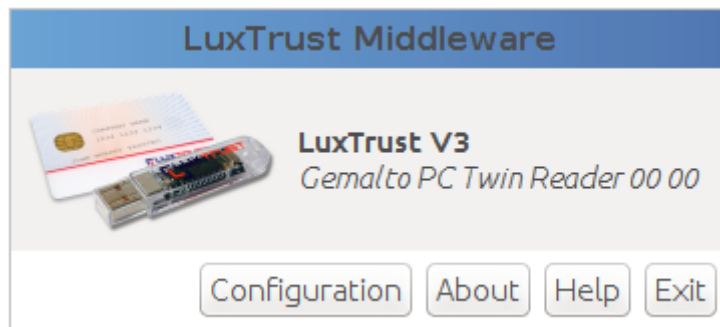 LuxTrust Middleware
LuxTrust V3
Gemalto PC Twin Reader 00 00
Configuration
About
Help
Exit